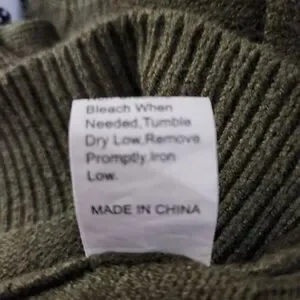 Bleach When
Needed,Tumble
Dry Low,Remove
Promptly,Iron
Low.
MADE IN CHINA